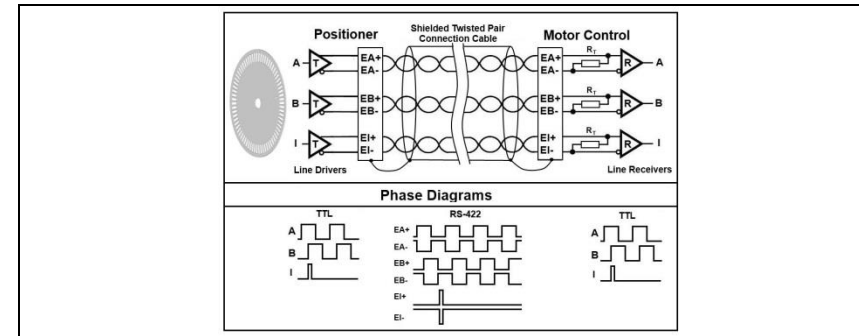 Positioner
Shielded Twisted Pair
Connection Cable
Motor Control
A T EA+ EA+ RT R A
EA- EA-
B T EB+ EB+ RT R B
EB- EB-
I T EI+ EI+ RT R I
EI- EI-
Line Drivers
Line Receivers
Phase Diagrams
TTL
A
B
I
RS-422
EA+
EA-
EB+
EB-
EI+
EI-
TTL
A
B
I